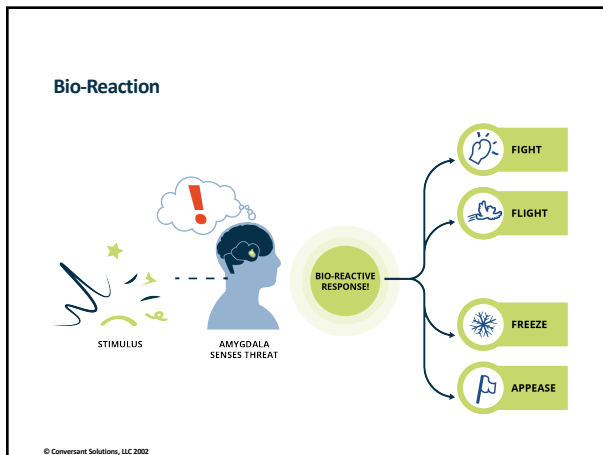 Bio-Reaction
!
STIMULUS
AMYGDALA
SENSES THREAT
BIO-REACTIVE
RESPONSE!
FIGHT
FLIGHT
FREEZE
APPEASE
© Conversant Solutions, LLC 2002